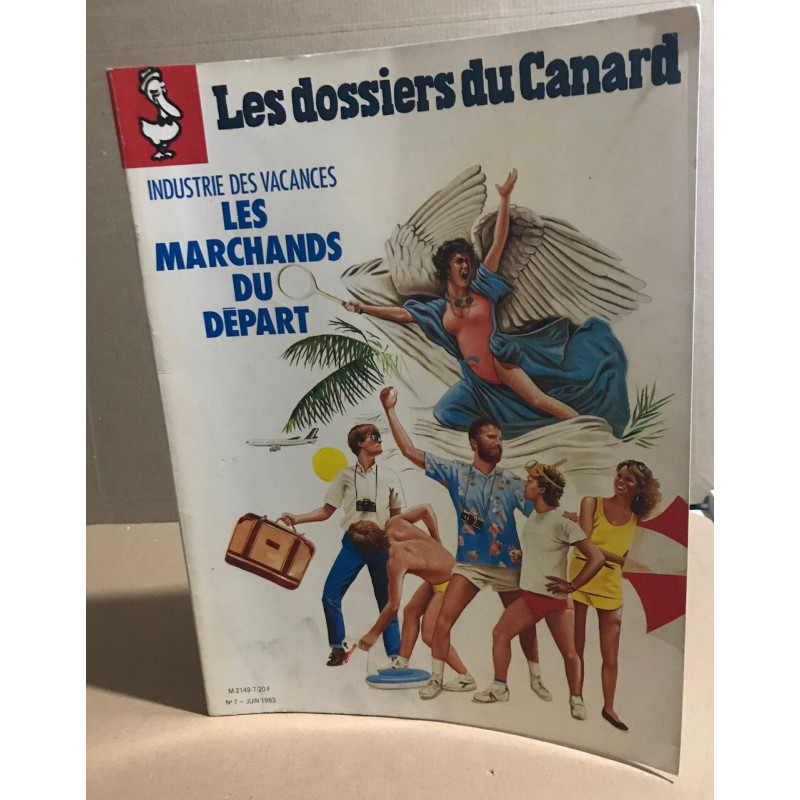 Les dossiers du Canard
INDUSTRIE DES VACANCES
LES
MARCHANDS
DU
DÉPART
M-2149-7-20 F
N° 7 – JUIN 1983